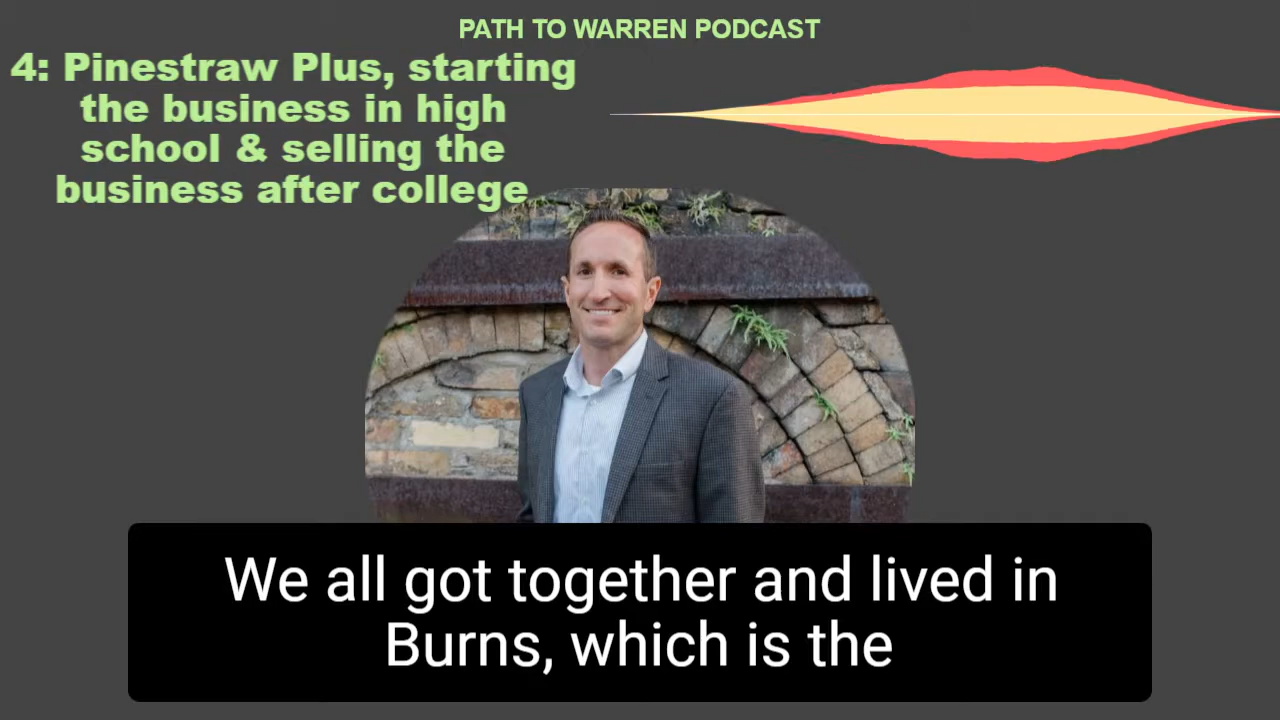 PATH TO WARREN PODCAST
4: Pinestraw Plus, starting
the business in high
school & selling the
business after college
We all got together and lived in
Burns, which is the